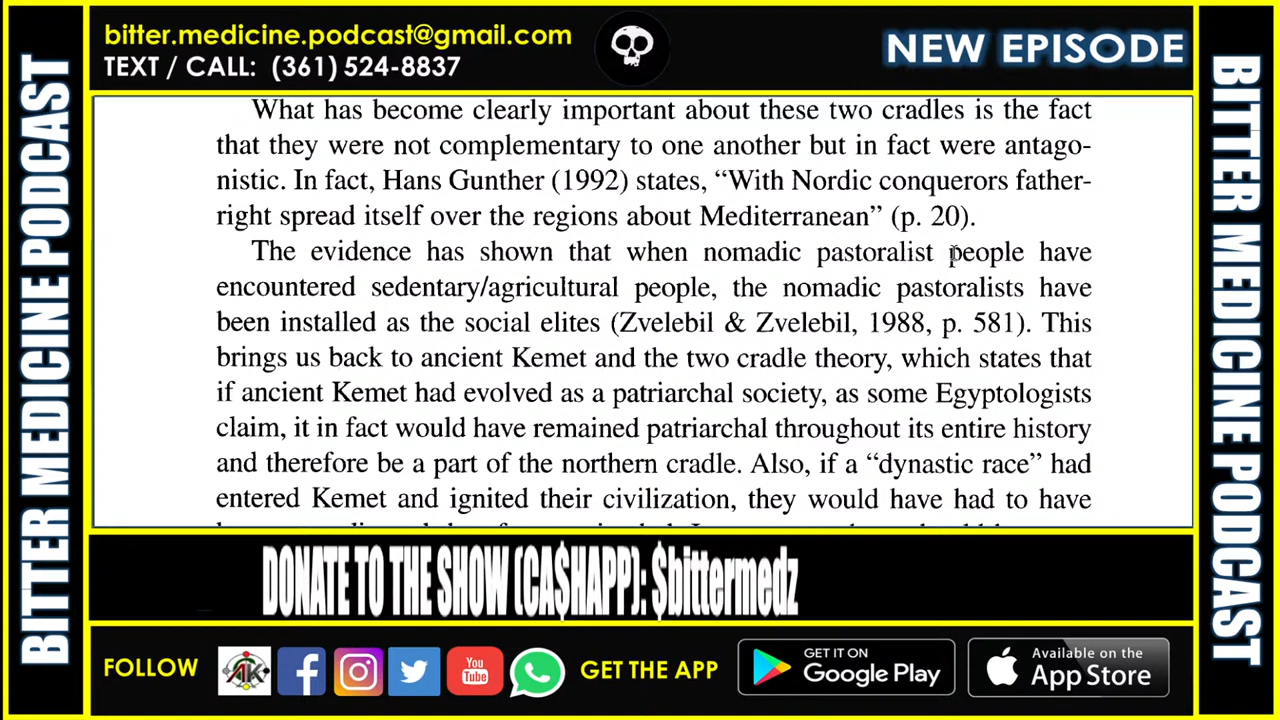 bitter.medicine.podcast@gmail.com
TEXT / CALL: (361) 524-8837
NEW EPISODE
BITTER MEDICINE PODCAST
What has become clearly important about these two cradles is the fact
that they were not complementary to one another but in fact were antago-
nistic. In fact, Hans Gunther (1992) states, “With Nordic conquerors father-
right spread itself over the regions about Mediterranean” (p. 20).
The evidence has shown that when nomadic pastoralist people have
encountered sedentary/agricultural people, the nomadic pastoralists have
been installed as the social elites (Zvelebil & Zvelebil, 1988, p. 581). This
brings us back to ancient Kemet and the two cradle theory, which states that
if ancient Kemet had evolved as a patriarchal society, as some Egyptologists
claim, it in fact would have remained patriarchal throughout its entire history
and therefore be a part of the northern cradle. Also, if a “dynastic race” had
entered Kemet and ignited their civilization, they would have had to have
BITTER MEDICINE PODCAST
DONATE TO THE SHOW (CA$HAPP): $bittermedz
FOLLOW
You
Tube
GET THE APP
GET IT ON
Google Play
Available on the
App Store